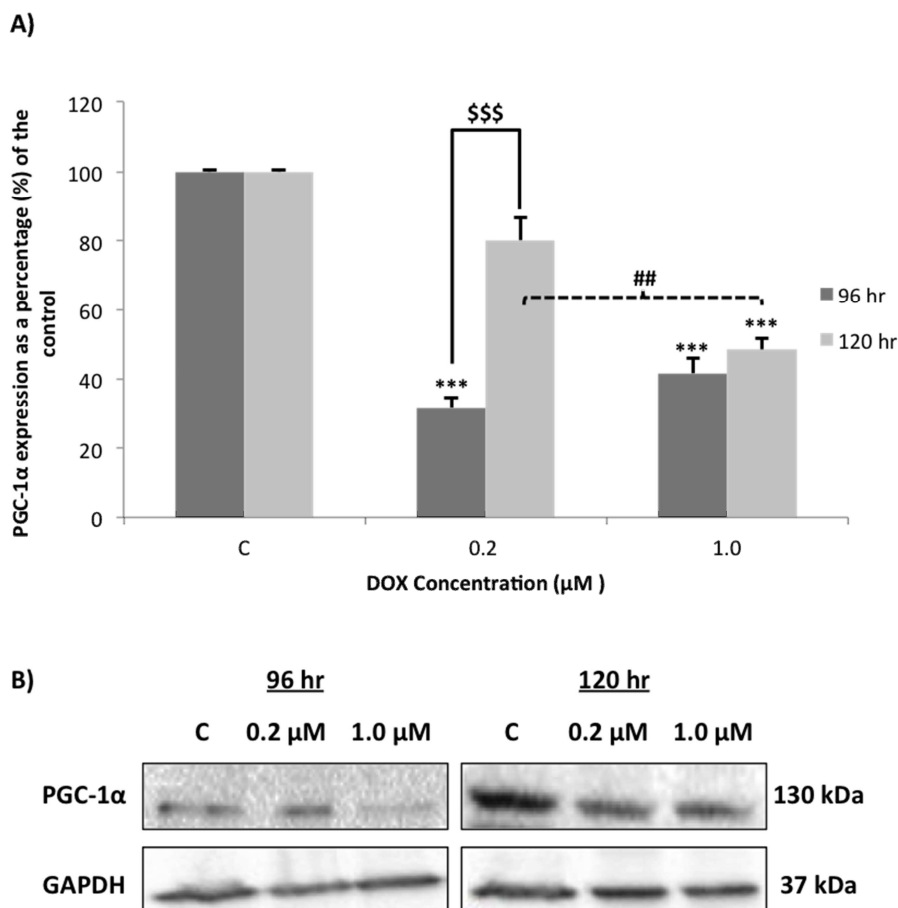 A)
PGC-1α expression as a percentage (%) of the
control
120
100
80
60
40
20
0
$$$
##
***
***
***
96 hr
120 hr
C
0.2
1.0
DOX Concentration (µM )
B)
96 hr
120 hr
C 0.2 µM 1.0 µM
C 0.2 µM 1.0 µM
PGC-1α
130 kDa
GAPDH
37 kDa